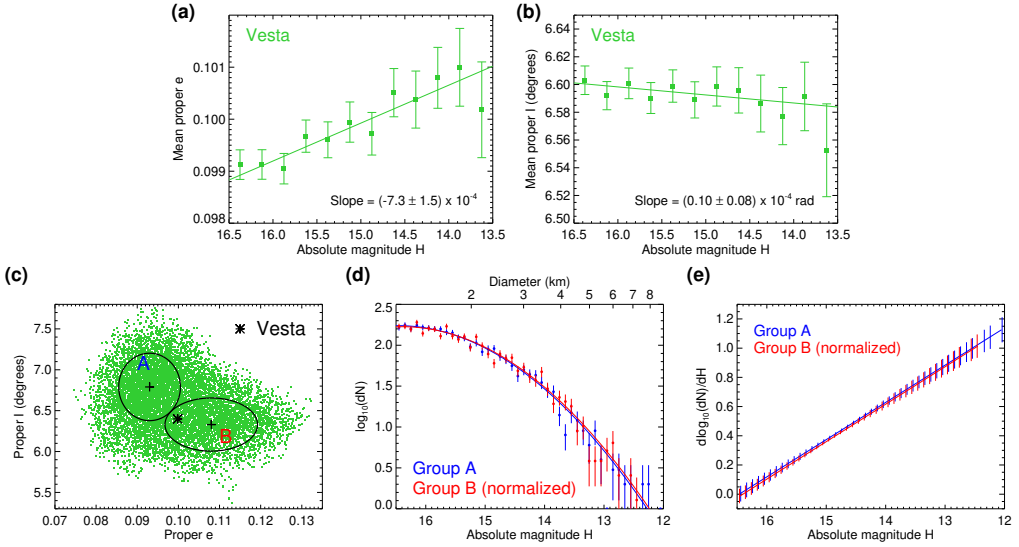 (a)
Vesta
Mean proper e
0.101
0.100
0.099
0.098
Slope = (-7.3 ± 1.5) x 10⁻⁴
16.5 16.0 15.5 15.0 14.5 14.0 13.5
Absolute magnitude H
(b)
Vesta
Mean proper I (degrees)
6.64
6.62
6.60
6.58
6.56
6.54
6.52
6.50
Slope = (0.10 ± 0.08) x 10⁻⁴ rad
16.5 16.0 15.5 15.0 14.5 14.0 13.5
Absolute magnitude H
(c)
Vesta
A
B
Proper I (degrees)
7.5
7.0
6.5
6.0
5.5
0.07 0.08 0.09 0.10 0.11 0.12 0.13
Proper e
(d)
Diameter (km)
2 3 4 5 6 7 8
log₁₀(dN)
2.5
2.0
1.5
1.0
0.5
0.0
Group A
Group B (normalized)
16 15 14 13 12
Absolute magnitude H
(e)
Group A
Group B (normalized)
dlog₁₀(dN)/dH
1.2
1.0
0.8
0.6
0.4
0.2
0.0
16 15 14 13 12
Absolute magnitude H